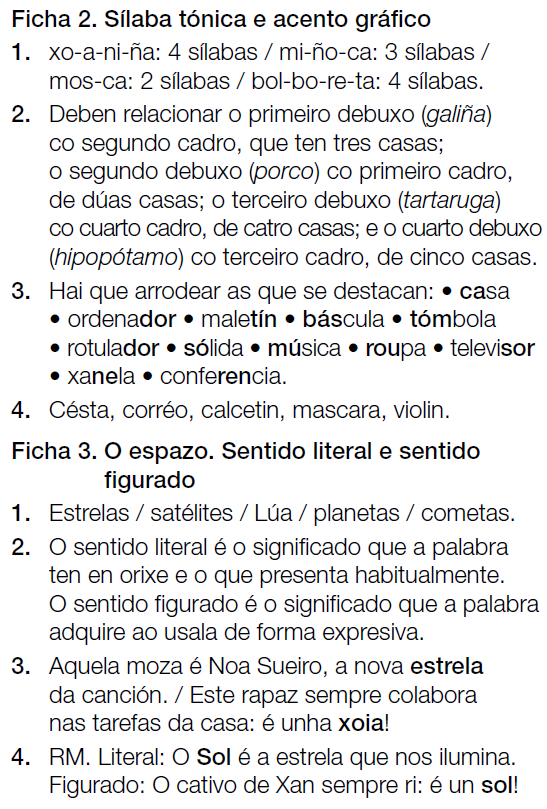 Ficha 2. Sílaba tónica e acento gráfico
1. xo-a-ni-ña: 4 sílabas / mi-ño-ca: 3 sílabas /
mos-ca: 2 sílabas / bol-bo-re-ta: 4 sílabas.
2. Deben relacionar o primeiro debuxo (galiña)
co segundo cadro, que ten tres casas;
o segundo debuxo (porco) co primeiro cadro,
de dúas casas; o terceiro debuxo (tartaruga)
co cuarto cadro, de catro casas; e o cuarto debuxo
(hipopótamo) co terceiro cadro, de cinco casas.
3. Hai que arrodear as que se destacan: • casa
• ordenador • maletín • báscula • tómbola
• rotulador • sólida • música • roupa • televisor
• xanela • conferencia.
4. Césta, corréo, calcetin, mascara, violin.
Ficha 3. O espazo. Sentido literal e sentido
figurado
1. Estrelas / satélites / Lúa / planetas / cometas.
2. O sentido literal é o significado que a palabra
ten en orixe e o que presenta habitualmente.
O sentido figurado é o significado que a palabra
adquire ao usala de forma expresiva.
3. Aquela moza é Noa Sueiro, a nova estrela
da canción. / Este rapaz sempre colabora
nas tarefas da casa: é unha xoia!
4. RM. Literal: O Sol é a estrela que nos ilumina.
Figurado: O cativo de Xan sempre ri: é un sol!